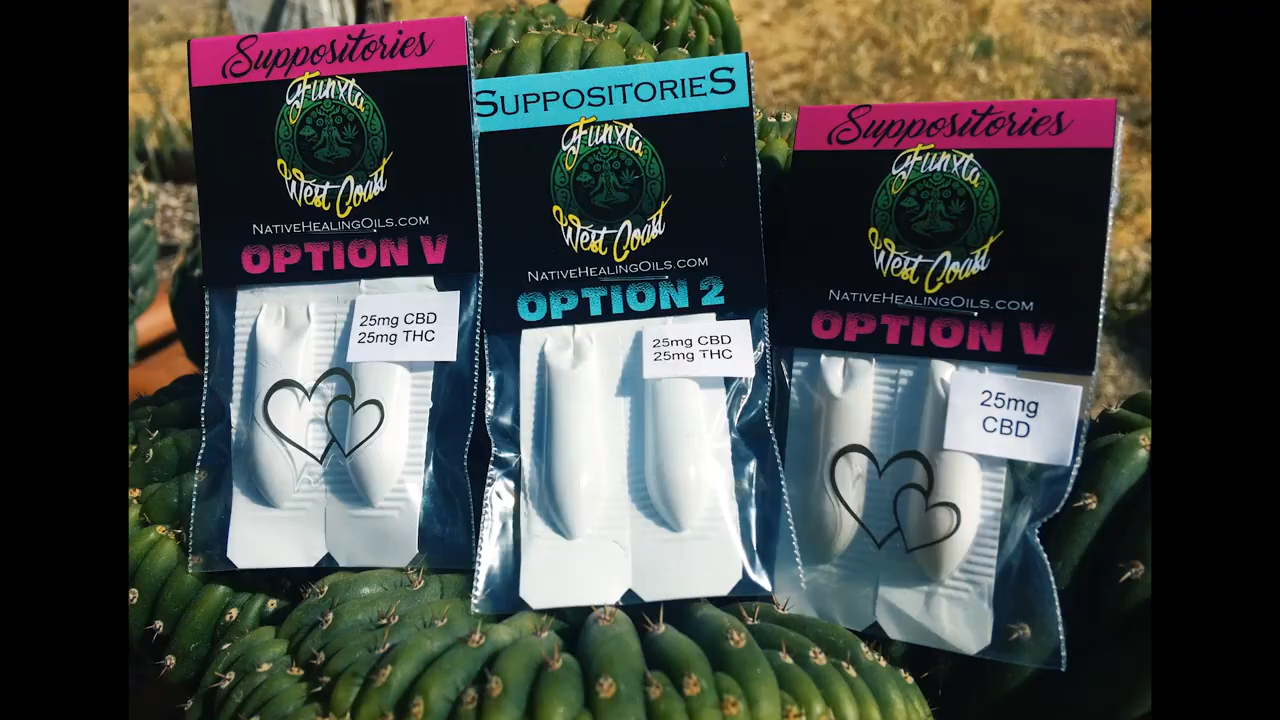 Suppositories
Funxta
West Coast
NativeHealingOils.com
OPTION V
25mg CBD
25mg THC
SuppositorieS
Funxta
West Coast
NativeHealingOils.com
OPTION 2
25mg CBD
25mg THC
Suppositories
Funxta
West Coast
NativeHealingOils.com
OPTION V
25mg
CBD